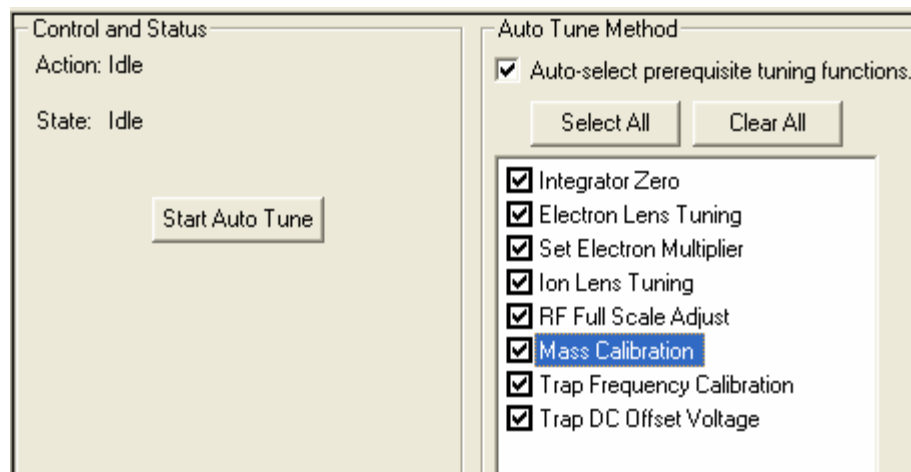 Control and Status
Action: Idle
State: Idle
Start Auto Tune
Auto Tune Method
Auto-select prerequisite tuning functions.
Select All
Clear All
Integrator Zero
Electron Lens Tuning
Set Electron Multiplier
Ion Lens Tuning
RF Full Scale Adjust
Mass Calibration
Trap Frequency Calibration
Trap DC Offset Voltage